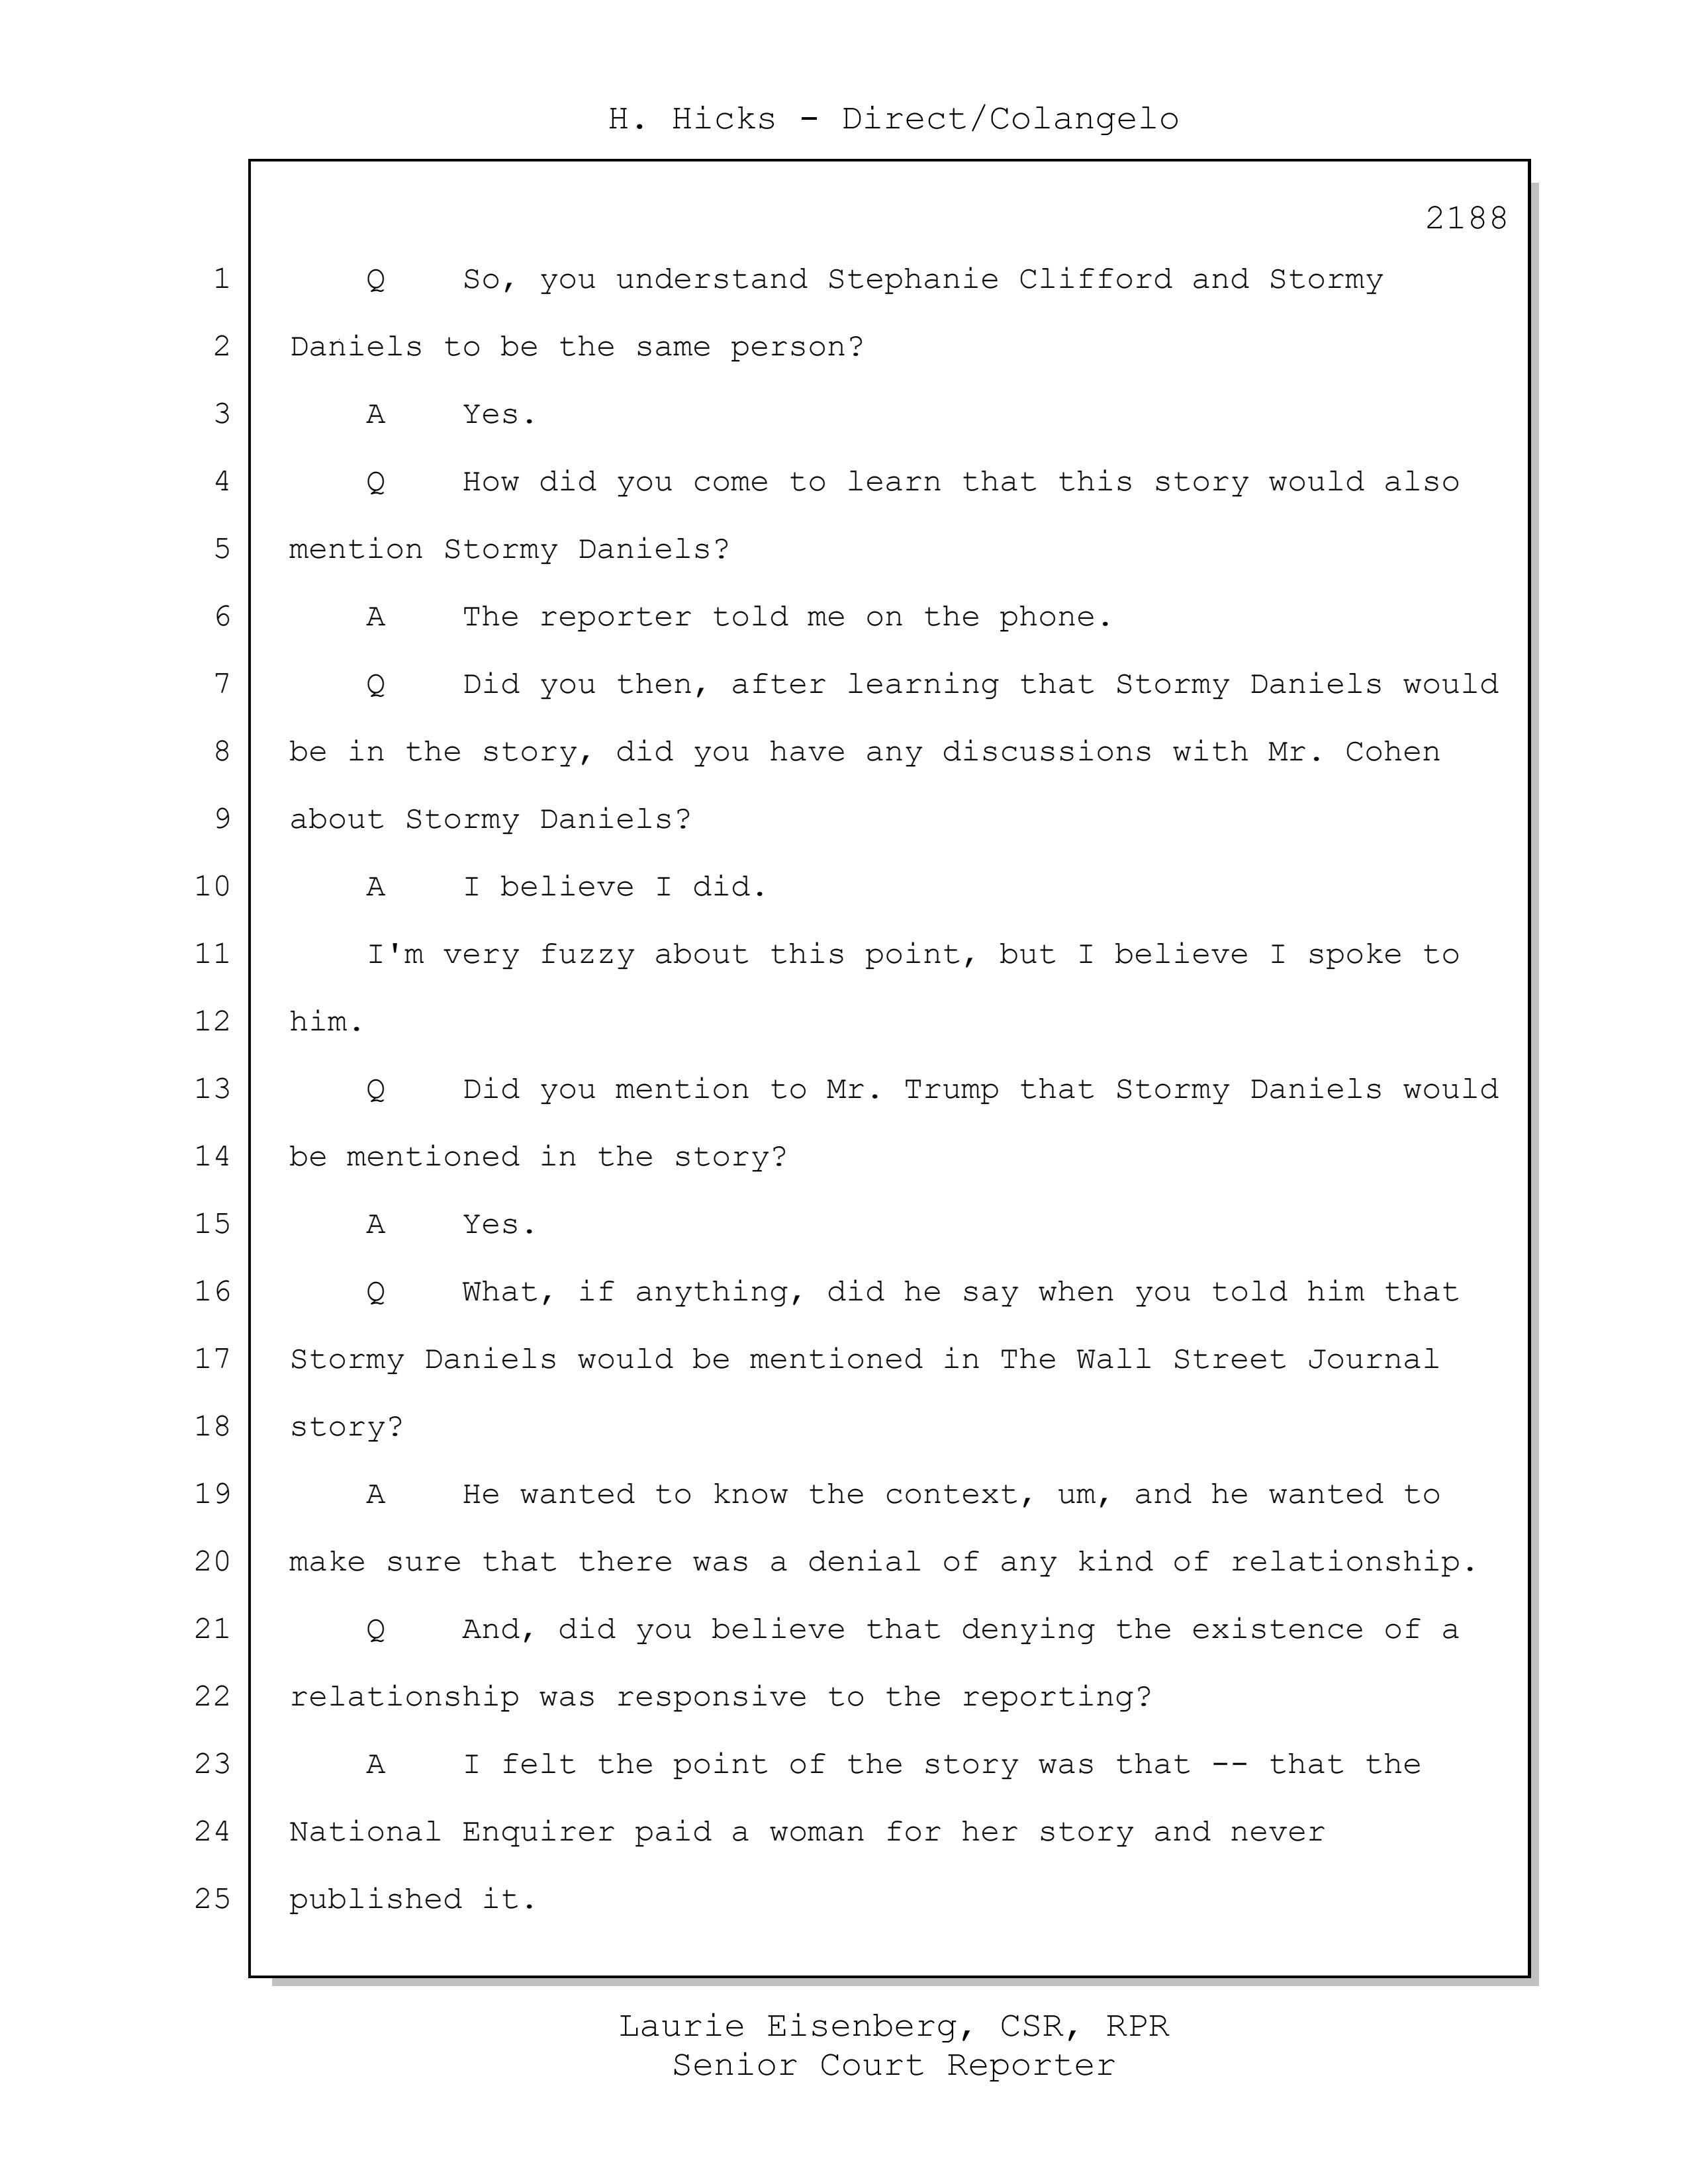 H. Hicks - Direct/Colangelo
2188
1 Q So, you understand Stephanie Clifford and Stormy
2 Daniels to be the same person?
3 A Yes.
4 Q How did you come to learn that this story would also
5 mention Stormy Daniels?
6 A The reporter told me on the phone.
7 Q Did you then, after learning that Stormy Daniels would
8 be in the story, did you have any discussions with Mr. Cohen
9 about Stormy Daniels?
10 A I believe I did.
11 I'm very fuzzy about this point, but I believe I spoke to
12 him.
13 Q Did you mention to Mr. Trump that Stormy Daniels would
14 be mentioned in the story?
15 A Yes.
16 Q What, if anything, did he say when you told him that
17 Stormy Daniels would be mentioned in The Wall Street Journal
18 story?
19 A He wanted to know the context, um, and he wanted to
20 make sure that there was a denial of any kind of relationship.
21 Q And, did you believe that denying the existence of a
22 relationship was responsive to the reporting?
23 A I felt the point of the story was that -- that the
24 National Enquirer paid a woman for her story and never
25 published it.
Laurie Eisenberg, CSR, RPR
Senior Court Reporter